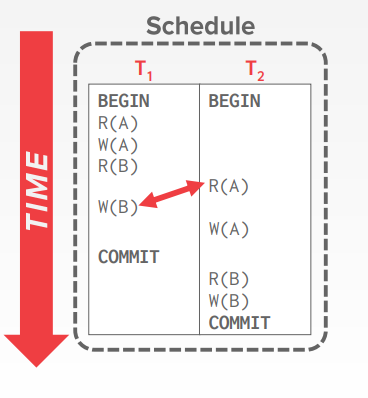 Schedule
TIME
T1 T2
BEGIN BEGIN
R(A)
W(A)
R(B)
R(A)
W(B)
W(A)
COMMIT
R(B)
W(B)
COMMIT